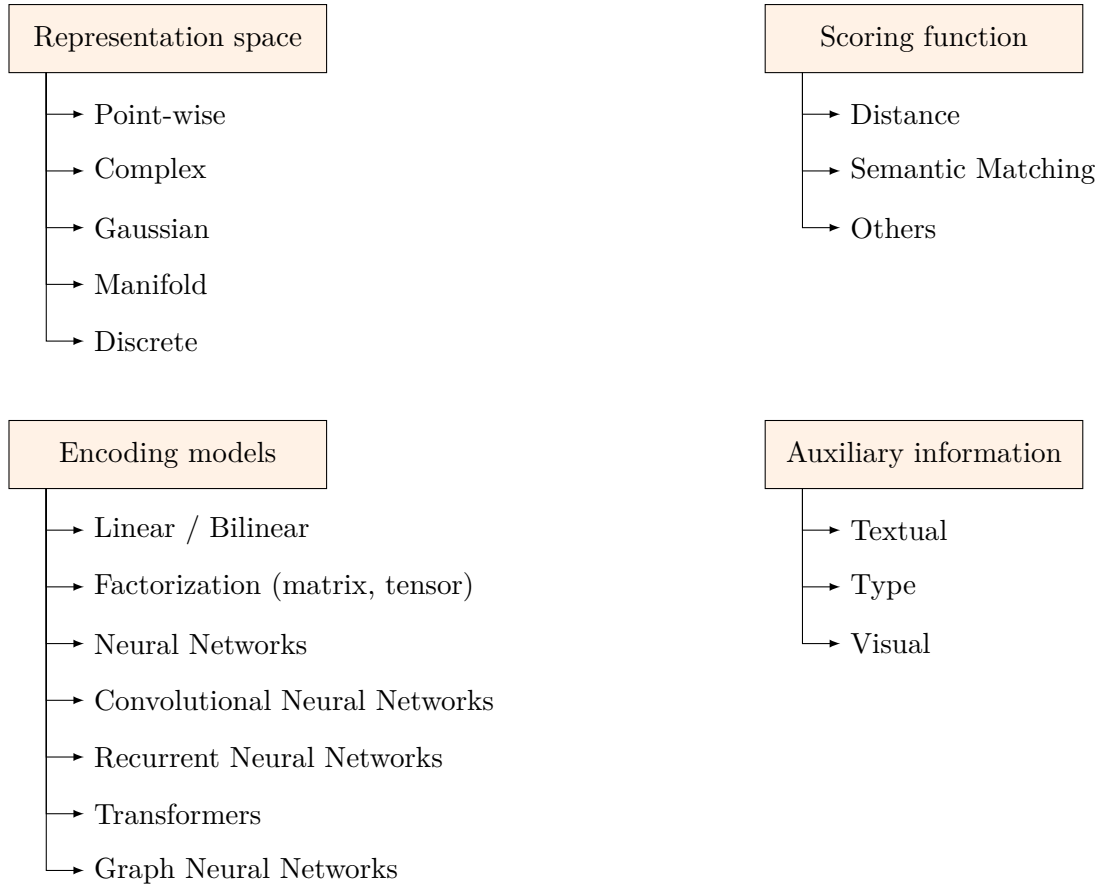 Representation space
Point-wise
Complex
Gaussian
Manifold
Discrete
Scoring function
Distance
Semantic Matching
Others
Encoding models
Linear / Bilinear
Factorization (matrix, tensor)
Neural Networks
Convolutional Neural Networks
Recurrent Neural Networks
Transformers
Graph Neural Networks
Auxiliary information
Textual
Type
Visual